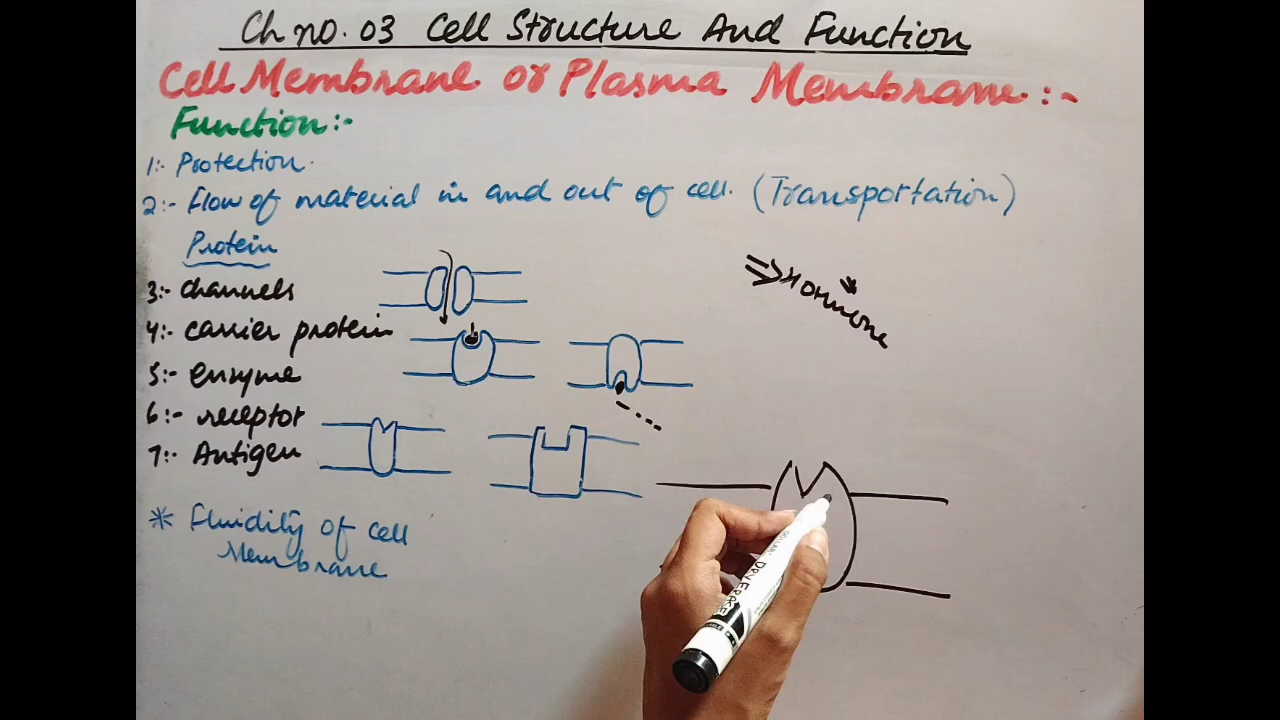 Ch no. 03 Cell Structure And Function
Cell Membrane or Plasma Membrane :-
Function:-
1:- Protection.
2:- Flow of material in and out of cell. (Transportation)
Protein
3:- channels
4:- carrier protein
5:- enzyme
6:- receptor
7:- Antigen
* Fluidity of cell
Membrane
⇒ Hormone
DRY ERASE